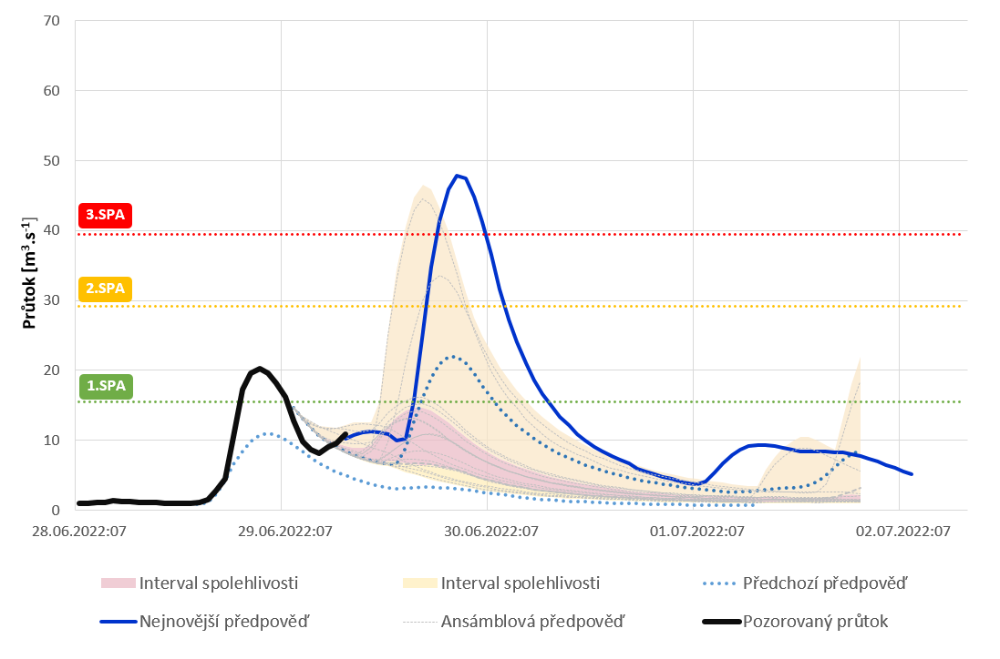 70
60
50
3.SPA
40
2.SPA
30
1.SPA
20
10
0
Průtok [m³.s⁻¹]
28.06.2022:07 29.06.2022:07 30.06.2022:07 01.07.2022:07 02.07.2022:07
Interval spolehlivosti Interval spolehlivosti Předchozí předpověď
Nejnovější předpověď Ansámblová předpověď Pozorovaný průtok